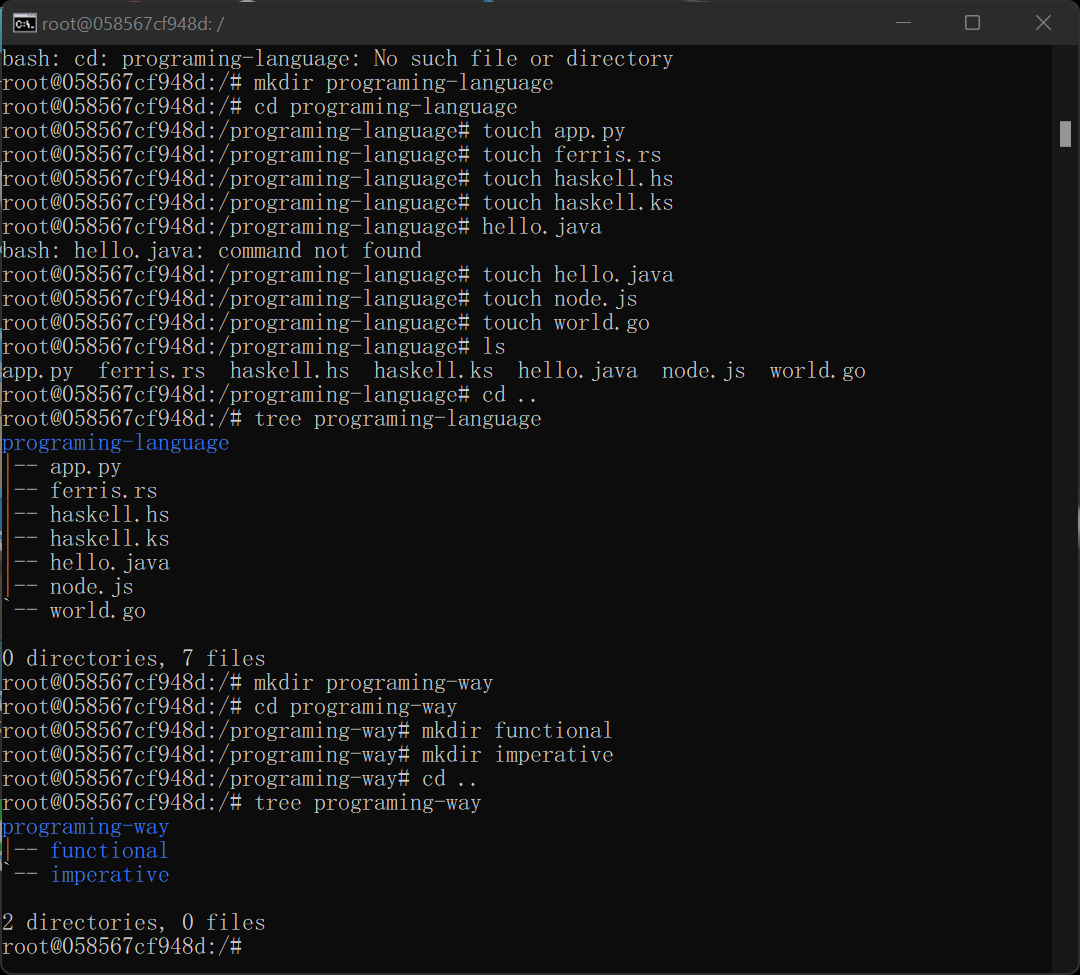 root@058567cf948d: /
bash: cd: programing-language: No such file or directory
root@058567cf948d:/# mkdir programing-language
root@058567cf948d:/# cd programing-language
root@058567cf948d:/programing-language# touch app.py
root@058567cf948d:/programing-language# touch ferris.rs
root@058567cf948d:/programing-language# touch haskell.hs
root@058567cf948d:/programing-language# touch haskell.ks
root@058567cf948d:/programing-language# hello.java
bash: hello.java: command not found
root@058567cf948d:/programing-language# touch hello.java
root@058567cf948d:/programing-language# touch node.js
root@058567cf948d:/programing-language# touch world.go
root@058567cf948d:/programing-language# ls
app.py  ferris.rs  haskell.hs  haskell.ks  hello.java  node.js  world.go
root@058567cf948d:/programing-language# cd ..
root@058567cf948d:/# tree programing-language
programing-language
|-- app.py
|-- ferris.rs
|-- haskell.hs
|-- haskell.ks
|-- hello.java
|-- node.js
`-- world.go
0 directories, 7 files
root@058567cf948d:/# mkdir programing-way
root@058567cf948d:/# cd programing-way
root@058567cf948d:/programing-way# mkdir functional
root@058567cf948d:/programing-way# mkdir imperative
root@058567cf948d:/programing-way# cd ..
root@058567cf948d:/# tree programing-way
programing-way
|-- functional
`-- imperative
2 directories, 0 files
root@058567cf948d:/#